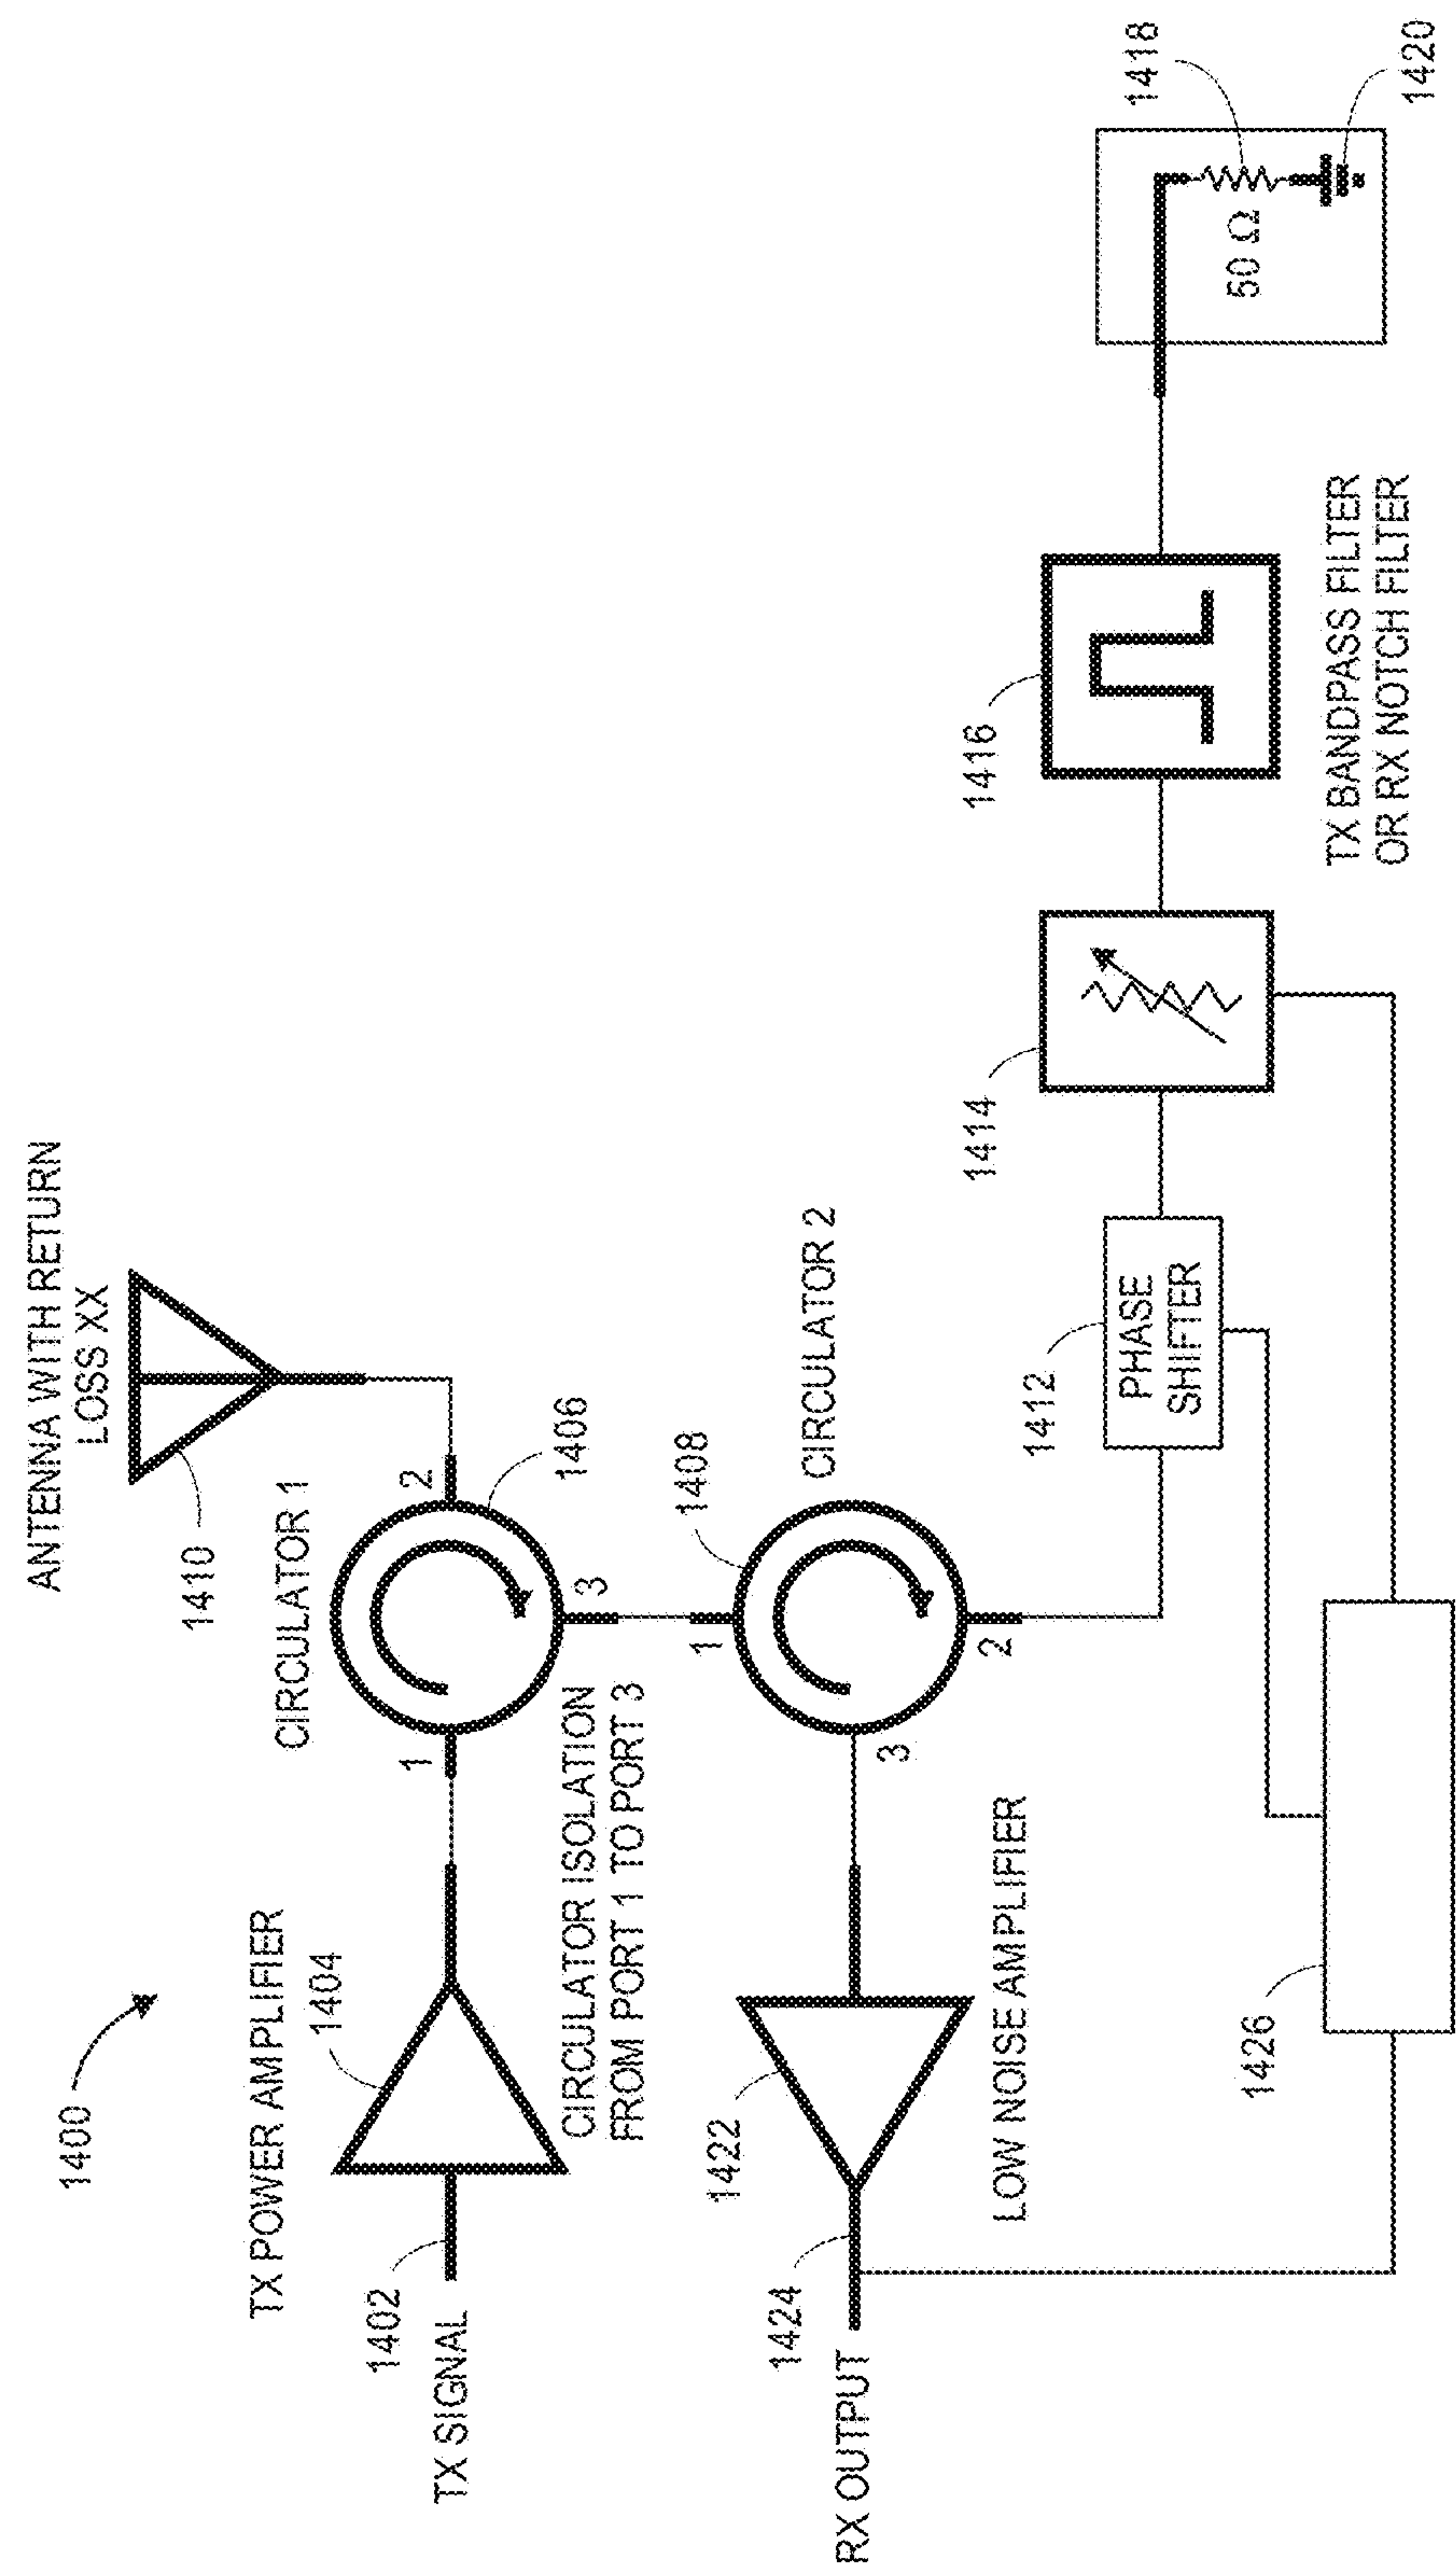 1400
ANTENNA WITH RETURN
LOSS XX
1410
TX POWER AMPLIFIER
1404
CIRCULATOR 1
1402
TX SIGNAL
1
2
3
1406
CIRCULATOR ISOLATION
FROM PORT 1 TO PORT 3
1408
CIRCULATOR 2
1
2
3
1422
1424
RX OUTPUT
LOW NOISE AMPLIFIER
1412
PHASE
SHIFTER
1414
1416
TX BANDPASS FILTER
OR RX NOTCH FILTER
1418
50 Ω
1420
1426